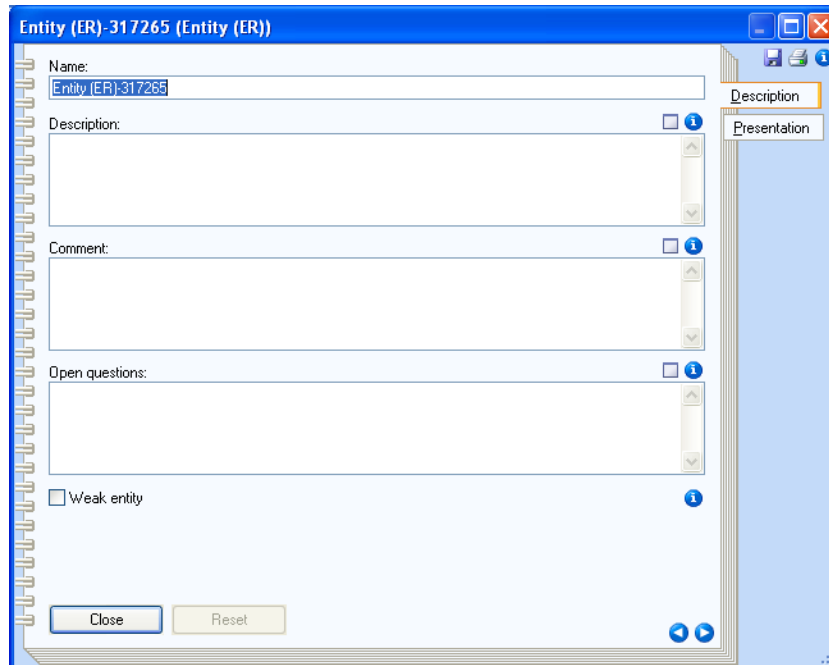 Entity (ER)-317265 (Entity (ER))
Name:
Entity (ER)-317265
Description
Description:
Presentation
Comment:
Open questions:
Weak entity
Close
Reset